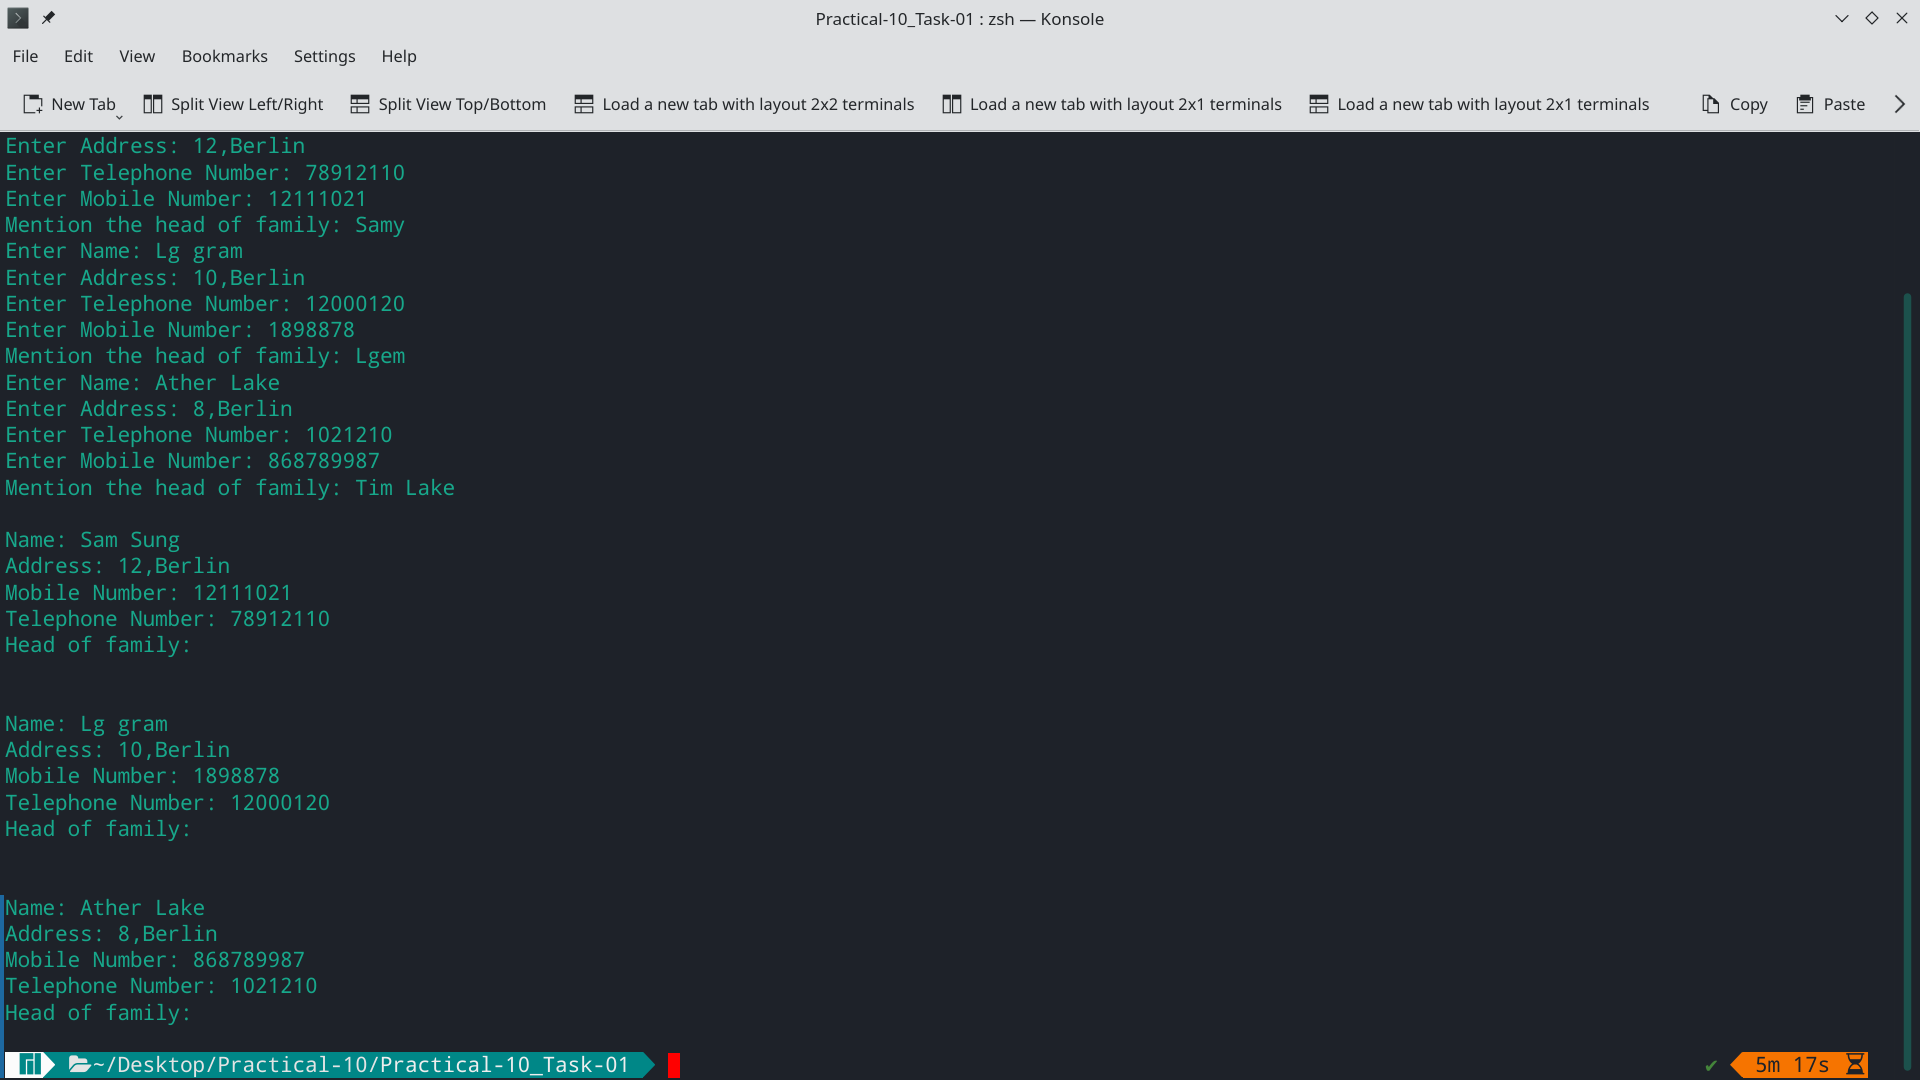 Practical-10_Task-01 : zsh — Konsole
File Edit View Bookmarks Settings Help
New Tab Split View Left/Right Split View Top/Bottom Load a new tab with layout 2x2 terminals Load a new tab with layout 2x1 terminals Load a new tab with layout 2x1 terminals Copy Paste
Enter Address: 12,Berlin
Enter Telephone Number: 78912110
Enter Mobile Number: 12111021
Mention the head of family: Samy
Enter Name: Lg gram
Enter Address: 10,Berlin
Enter Telephone Number: 12000120
Enter Mobile Number: 1898878
Mention the head of family: Lgem
Enter Name: Ather Lake
Enter Address: 8,Berlin
Enter Telephone Number: 1021210
Enter Mobile Number: 868789987
Mention the head of family: Tim Lake
Name: Sam Sung
Address: 12,Berlin
Mobile Number: 12111021
Telephone Number: 78912110
Head of family:
Name: Lg gram
Address: 10,Berlin
Mobile Number: 1898878
Telephone Number: 12000120
Head of family:
Name: Ather Lake
Address: 8,Berlin
Mobile Number: 868789987
Telephone Number: 1021210
Head of family:
~/Desktop/Practical-10/Practical-10_Task-01 ✔ 5m 17s